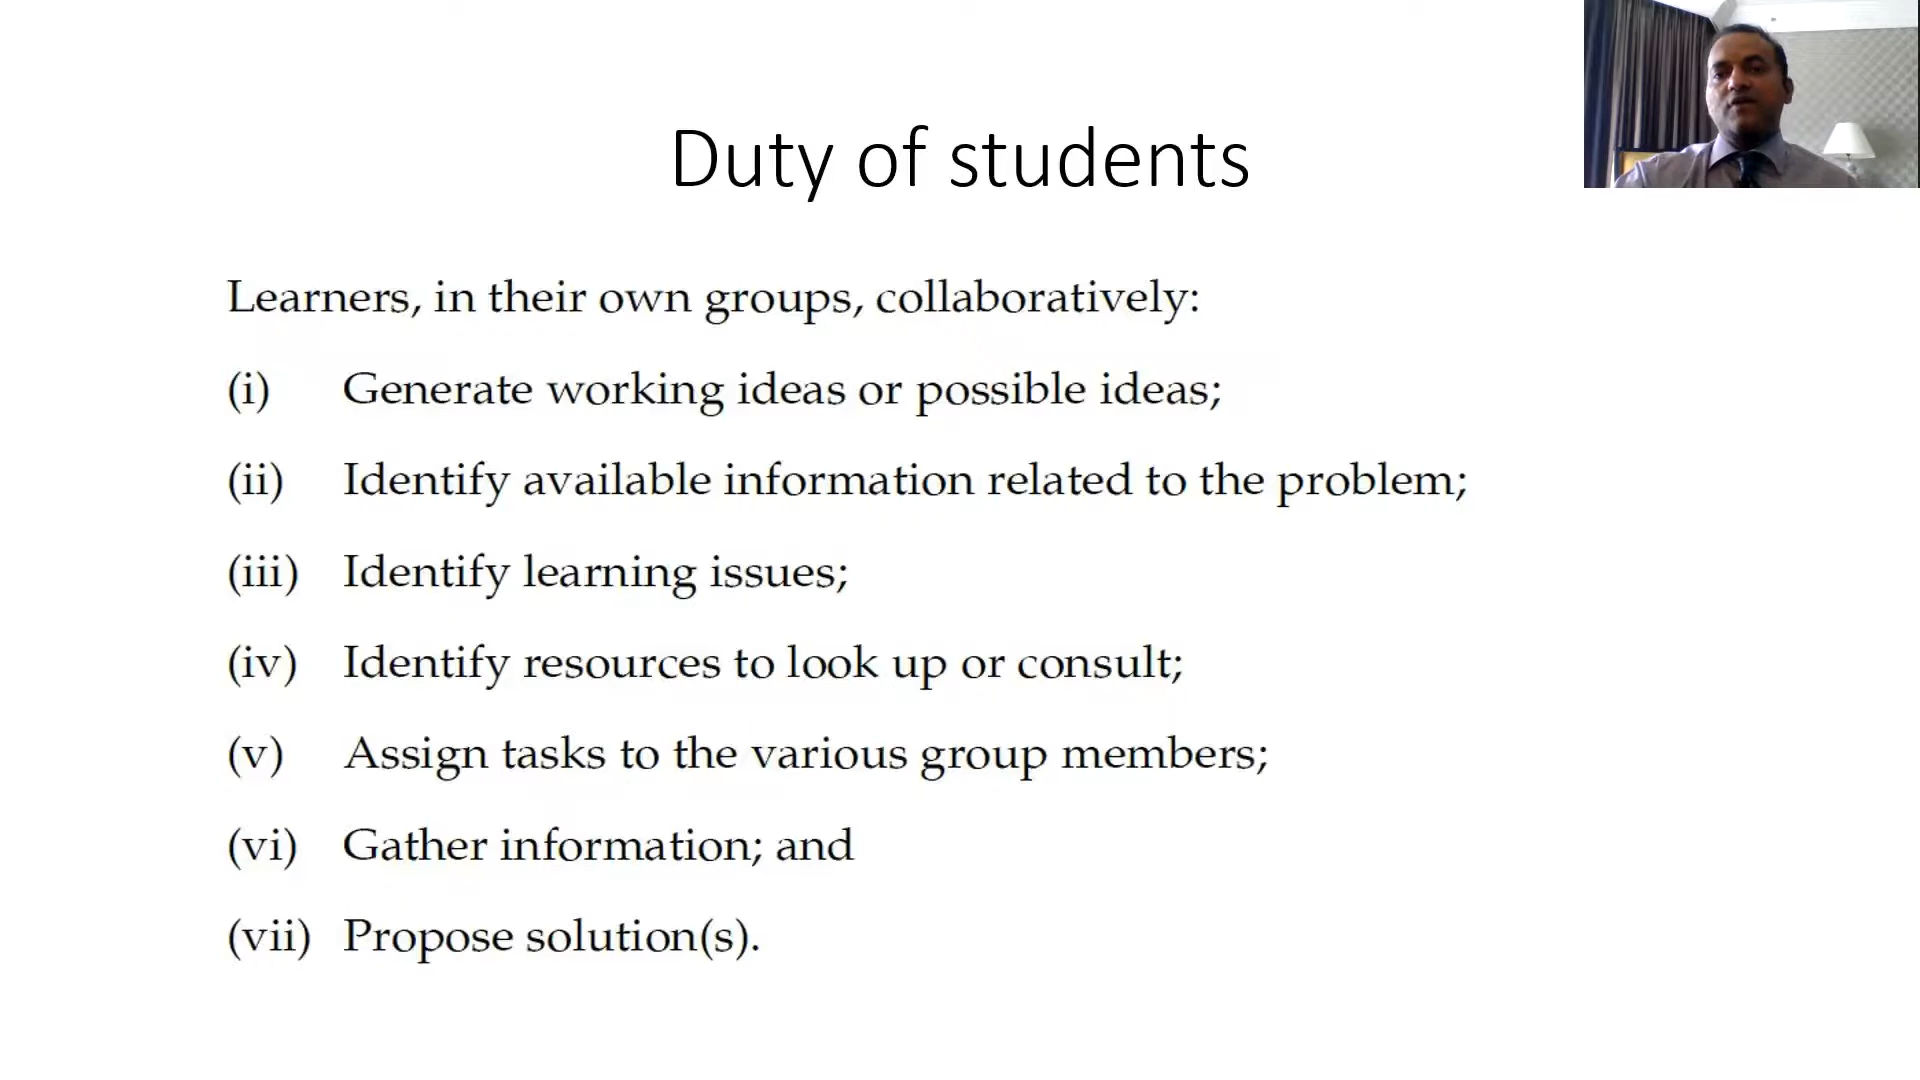 Duty of students
Learners, in their own groups, collaboratively:
(i) Generate working ideas or possible ideas;
(ii) Identify available information related to the problem;
(iii) Identify learning issues;
(iv) Identify resources to look up or consult;
(v) Assign tasks to the various group members;
(vi) Gather information; and
(vii) Propose solution(s).